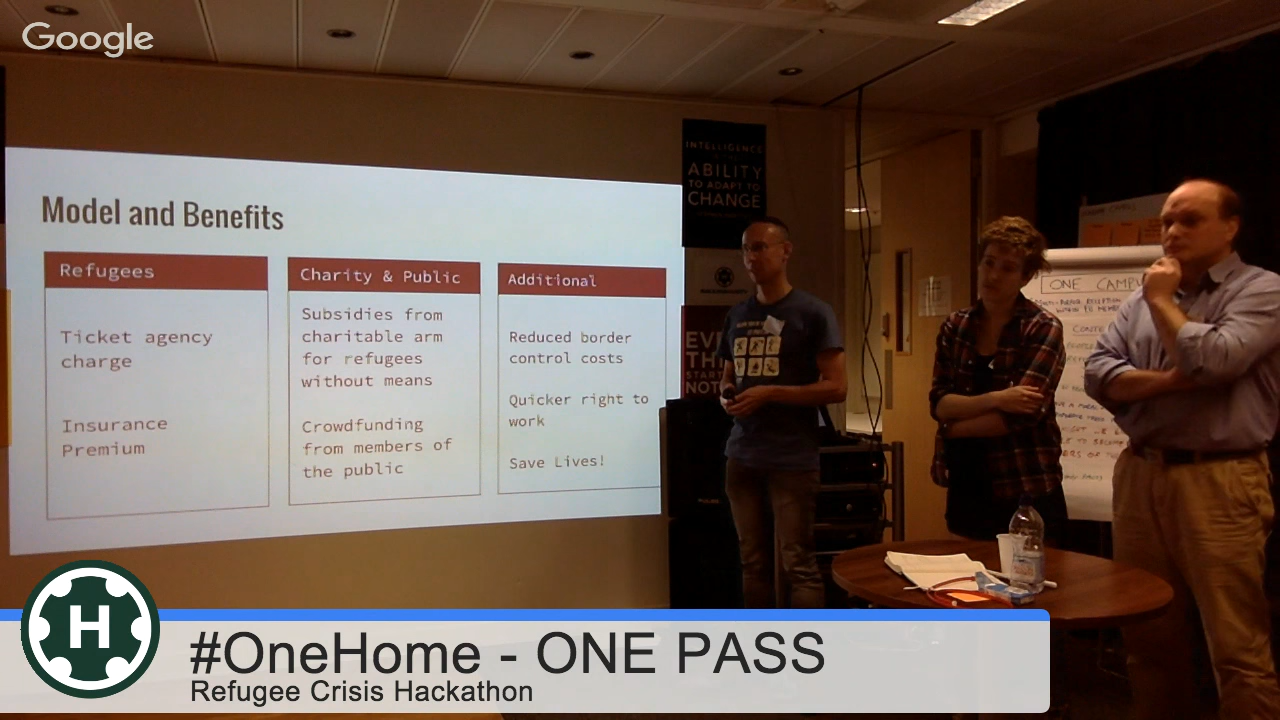 Google
Model and Benefits
Refugees
Ticket agency
charge
Insurance
Premium
Charity & Public
Subsidies from
charitable arm
for refugees
without means
Crowdfunding
from members of
the public
Additional
Reduced border
control costs
Quicker right to
work
Save Lives!
INTELLIGENCE
ABILITY
TO ADAPT TO
CHANGE
ONE CAMPU
H
#OneHome - ONE PASS
Refugee Crisis Hackathon